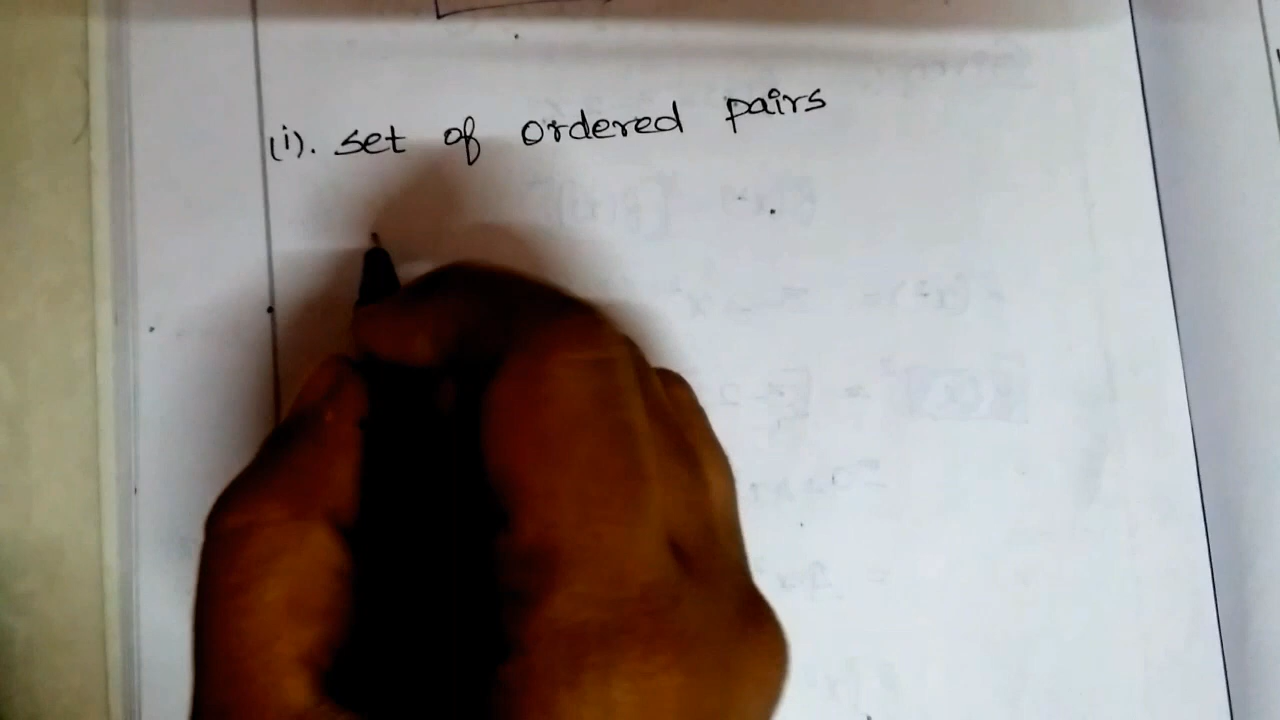 (i). set of ordered pairs